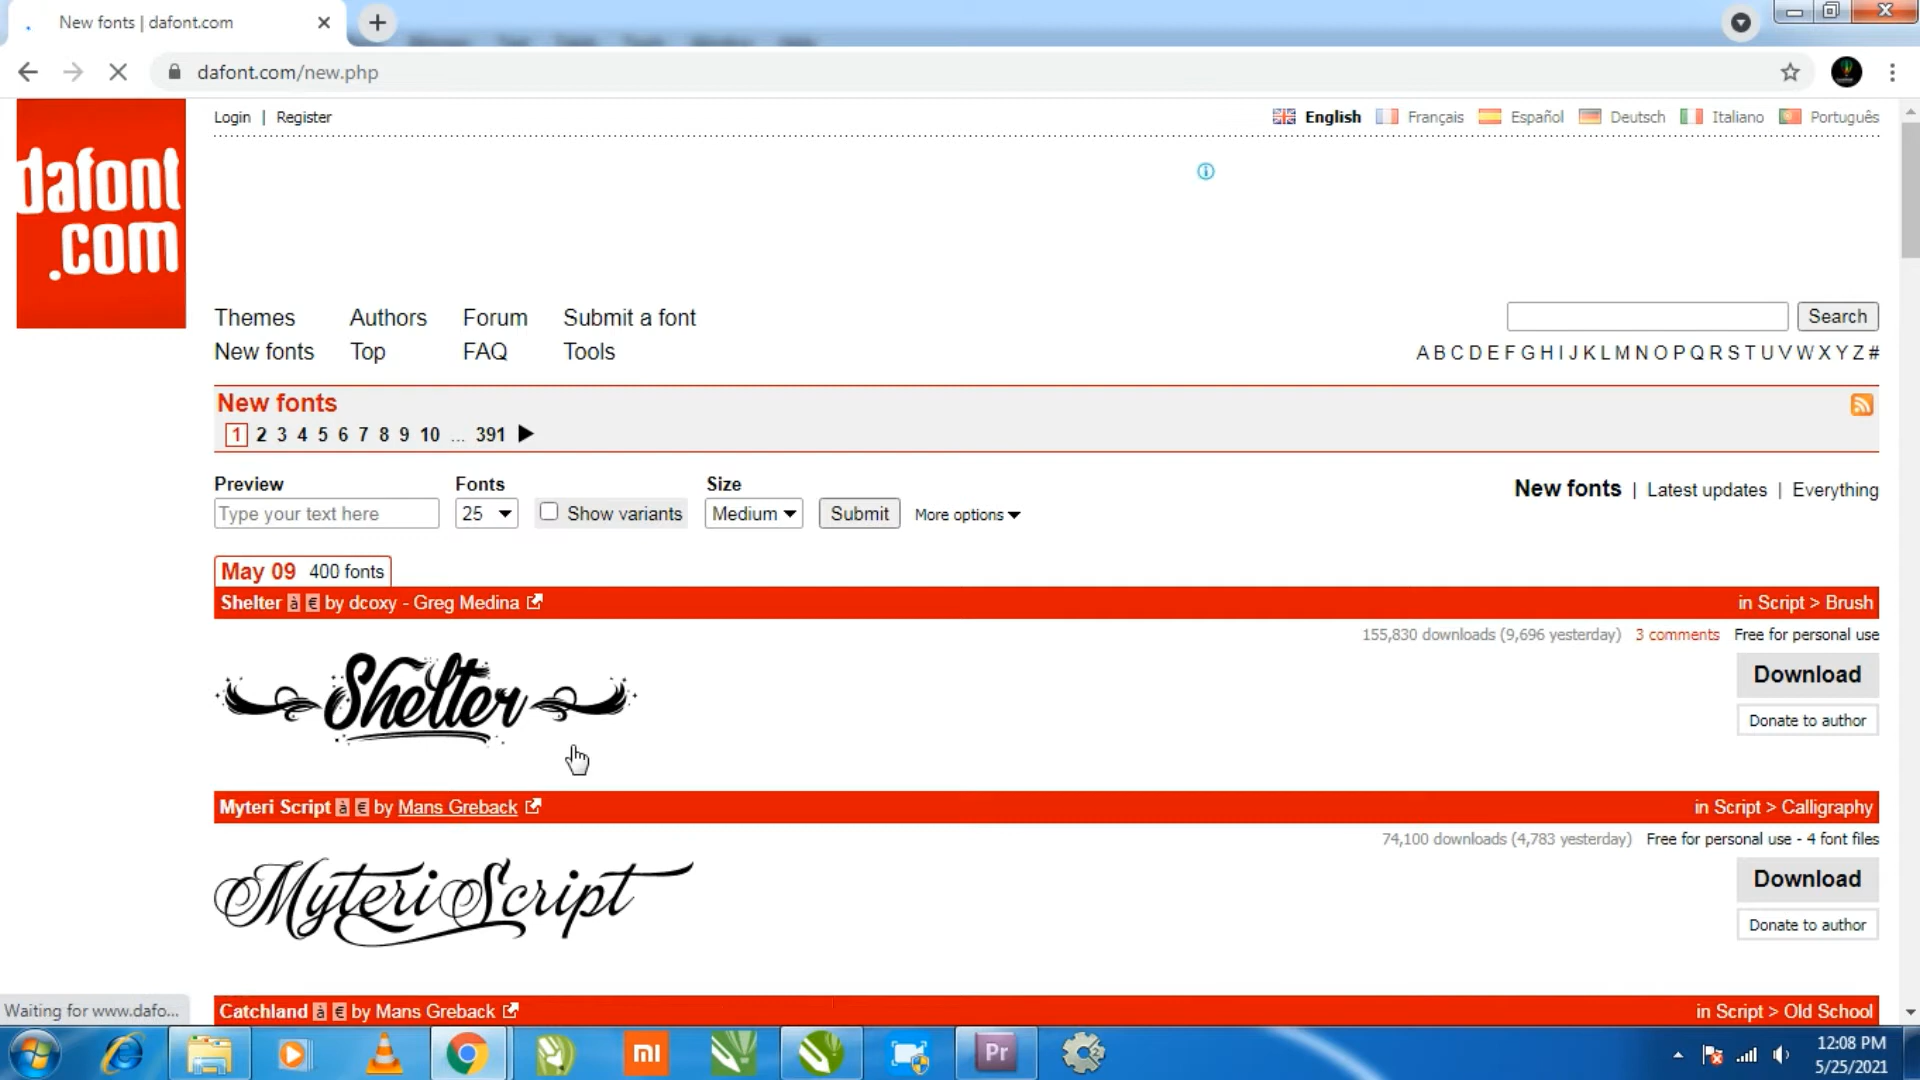 New fonts | dafont.com
dafont.com/new.php
dafont
.com
Login | Register
English Français Español Deutsch Italiano Português
Themes Authors Forum Submit a font
Search
New fonts Top FAQ Tools
A B C D E F G H I J K L M N O P Q R S T U V W X Y Z #
New fonts
1 2 3 4 5 6 7 8 9 10 ... 391
Preview Fonts Size
New fonts | Latest updates | Everything
Type your text here 25 Show variants Medium Submit More options
May 09 400 fonts
Shelter à € by dcoxy - Greg Medina in Script > Brush
155,830 downloads (9,696 yesterday) 3 comments Free for personal use
Shelter
Download
Donate to author
Myteri Script à € by Mans Greback in Script > Calligraphy
74,100 downloads (4,783 yesterday) Free for personal use - 4 font files
Myteri Script
Download
Donate to author
Catchland à € by Mans Greback in Script > Old School
Waiting for www.dafo...
mi
Pr
2
12:08 PM
5/25/2021